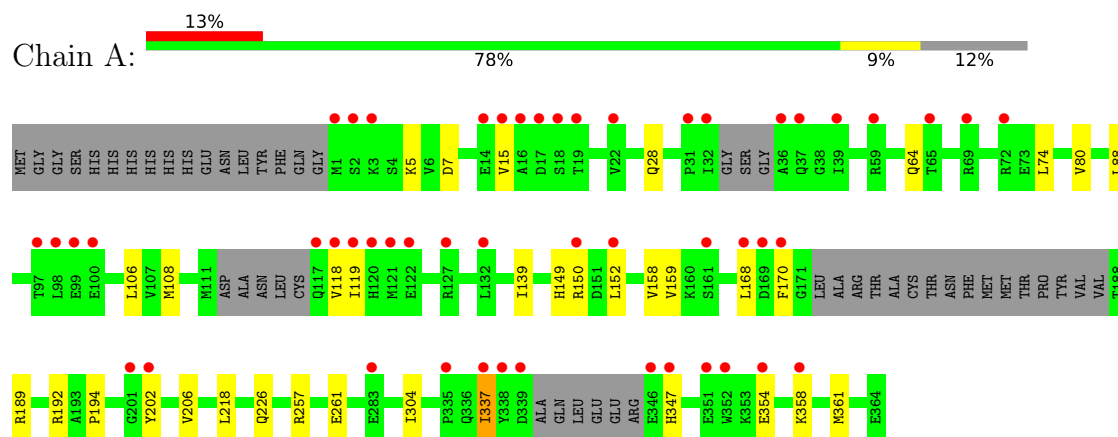 13%
Chain A:
78% 9% 12%
MET GLY GLY SER HIS HIS HIS HIS HIS HIS GLU ASN LEU TYR PHE GLN GLY M1 S2 K3 S4 K5 V6 D7 E14 V15 A16 D17 S18 T19 V22 Q28 P31 I32 GLY SER GLY A36 Q37 G38 I39 R59 Q64 T65 R69 R72 E73 L74 V80 L88
T97 L98 E99 E100 L106 V107 M108 M111 ASP ALA ASN LEU CYS Q117 V118 I119 H120 M121 E122 R127 L132 I139 H149 R150 D151 L152 V158 V159 K160 S161 L168 D169 F170 G171 LEU ALA ARG THR ALA CYS THR ASN PHE MET MET THR PRO TYR VAL VAL T188
R189 R192 A193 P194 G201 Y202 V206 L218 Q226 R257 E261 E283 I304 P335 Q336 I337 Y338 D339 ALA GLN LEU GLU GLU ARG E346 H347 E351 W352 K353 E354 K358 M361 E364